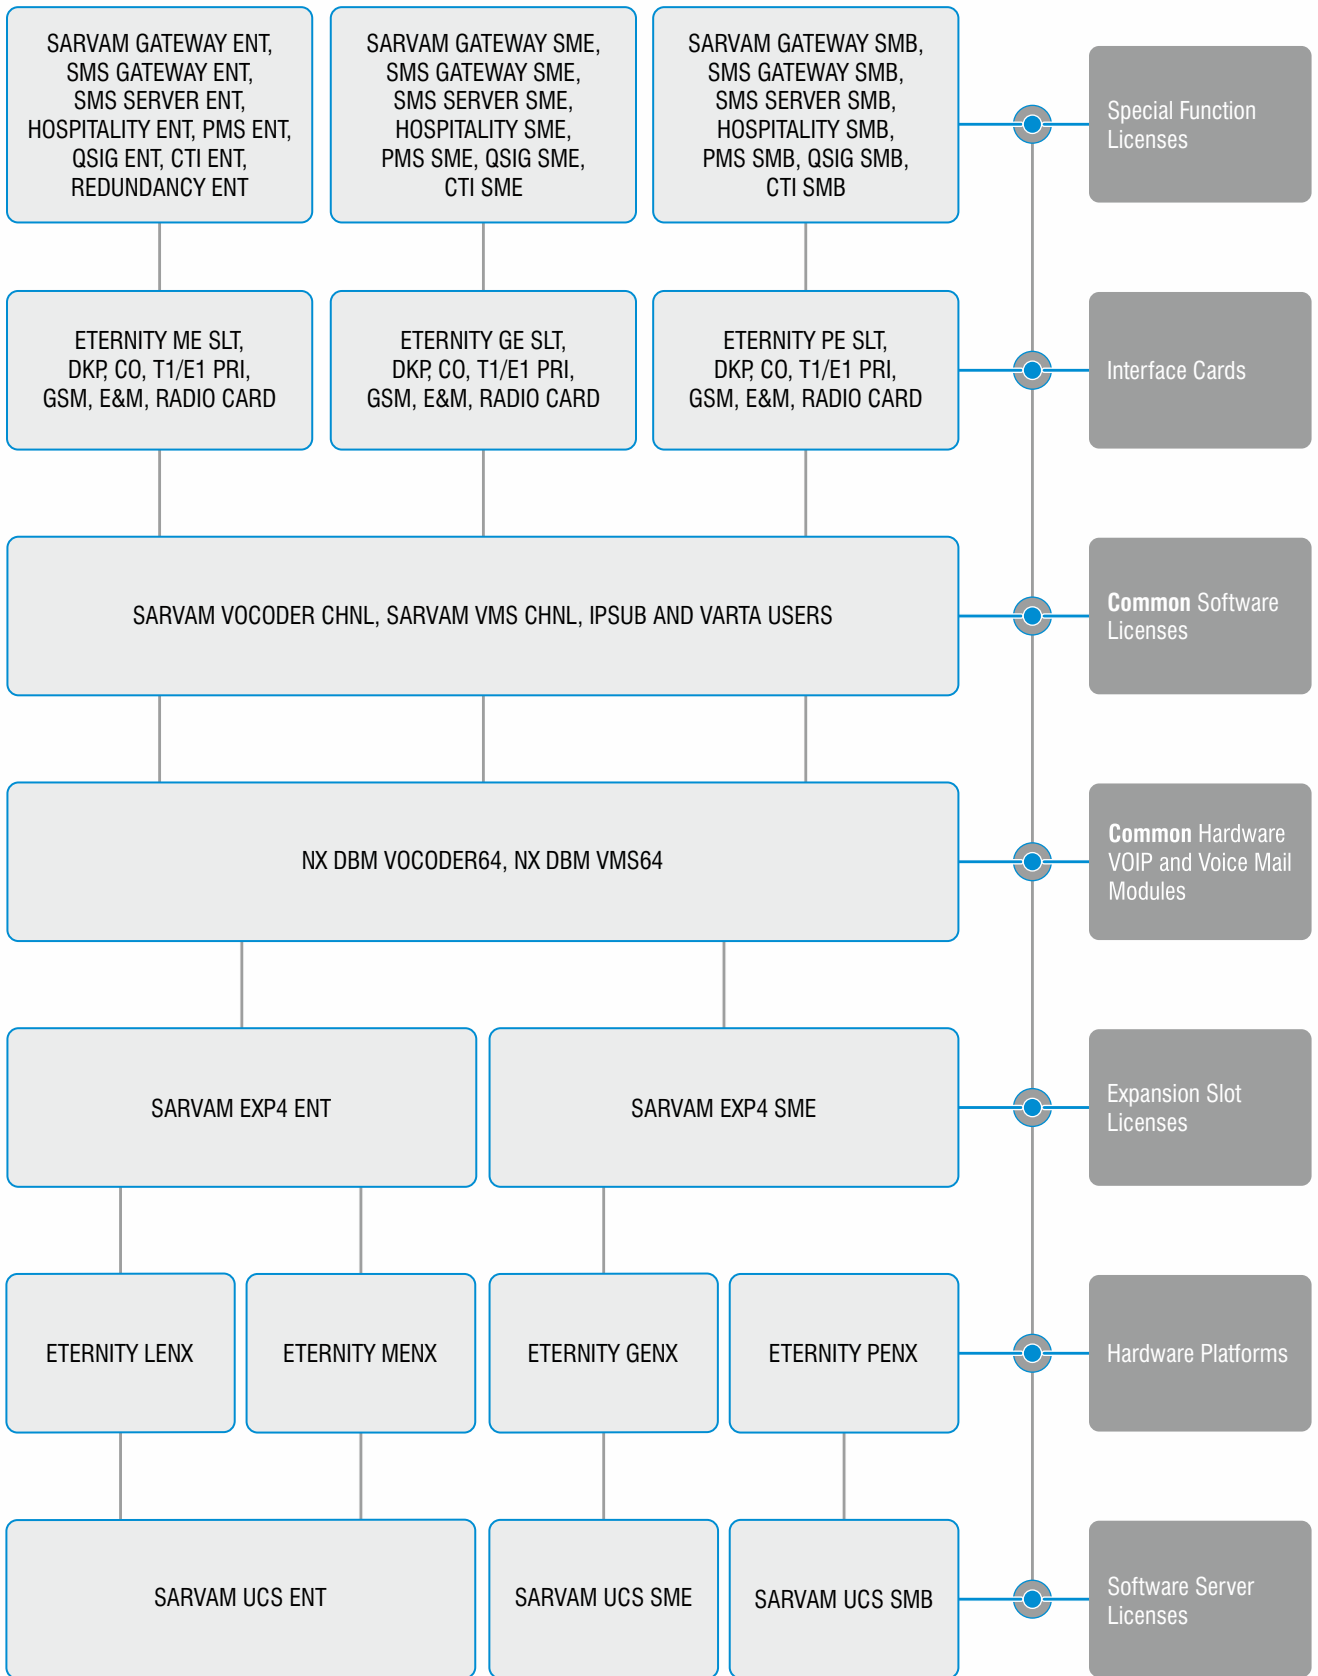 SARVAM GATEWAY ENT,
SMS GATEWAY ENT,
SMS SERVER ENT,
HOSPITALITY ENT, PMS ENT,
QSIG ENT, CTI ENT,
REDUNDANCY ENT
SARVAM GATEWAY SME,
SMS GATEWAY SME,
SMS SERVER SME,
HOSPITALITY SME,
PMS SME, QSIG SME,
CTI SME
SARVAM GATEWAY SMB,
SMS GATEWAY SMB,
SMS SERVER SMB,
HOSPITALITY SMB,
PMS SMB, QSIG SMB,
CTI SMB
Special Function
Licenses
ETERNITY ME SLT,
DKP, CO, T1/E1 PRI,
GSM, E&M, RADIO CARD
ETERNITY GE SLT,
DKP, CO, T1/E1 PRI,
GSM, E&M, RADIO CARD
ETERNITY PE SLT,
DKP, CO, T1/E1 PRI,
GSM, E&M, RADIO CARD
Interface Cards
SARVAM VOCODER CHNL, SARVAM VMS CHNL, IPSUB AND VARTA USERS
Common Software
Licenses
NX DBM VOCODER64, NX DBM VMS64
Common Hardware
VOIP and Voice Mail
Modules
SARVAM EXP4 ENT
SARVAM EXP4 SME
Expansion Slot
Licenses
ETERNITY LENX
ETERNITY MENX
ETERNITY GENX
ETERNITY PENX
Hardware Platforms
SARVAM UCS ENT
SARVAM UCS SME
SARVAM UCS SMB
Software Server
Licenses